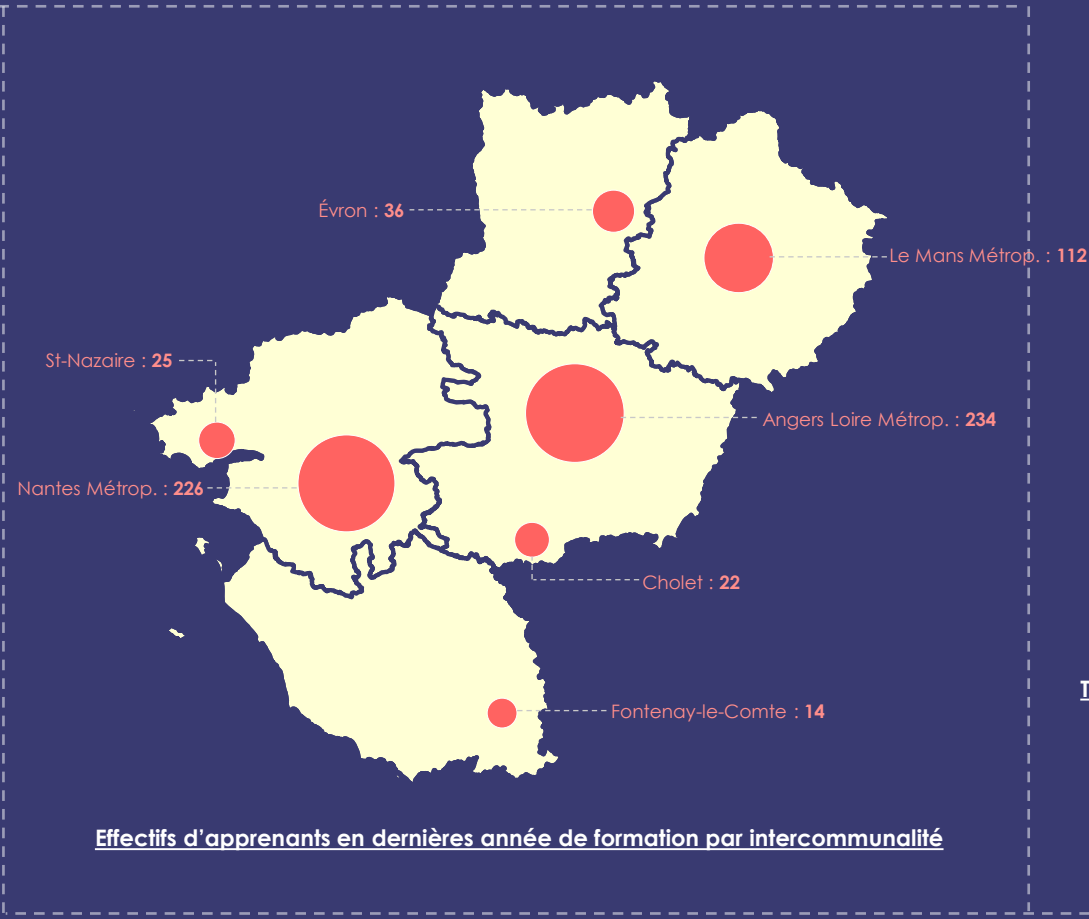 Évron : 36
Le Mans Métrop. : 112
St-Nazaire : 25
Angers Loire Métrop. : 234
Nantes Métrop. : 226
Cholet : 22
T
Fontenay-le-Comte : 14
Effectifs d’apprenants en dernières année de formation par intercommunalité